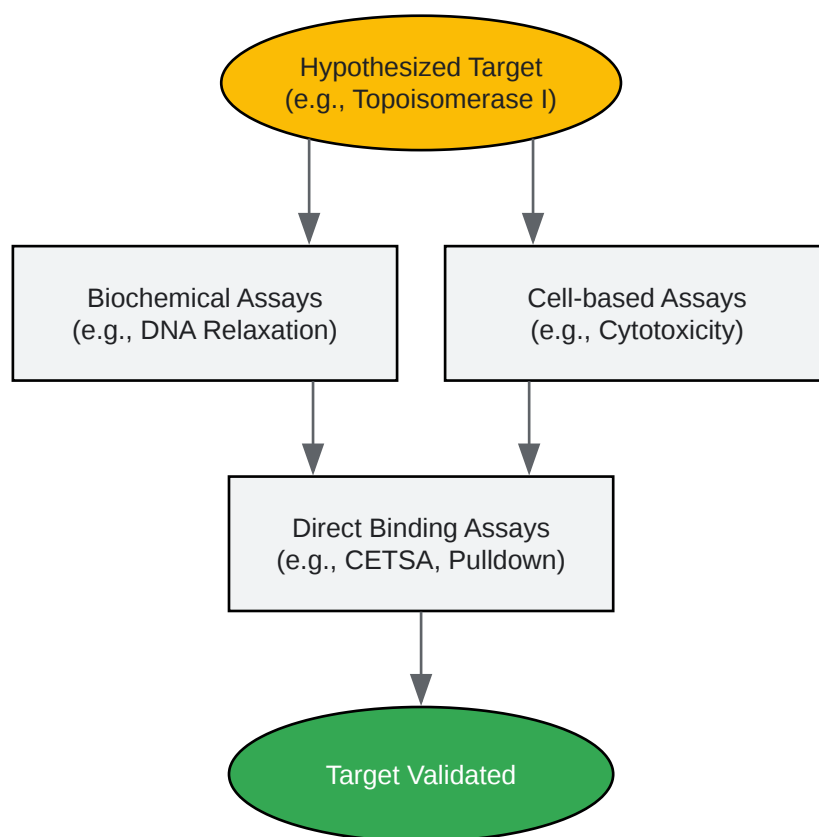 Hypothesized Target
(e.g., Topoisomerase I)
Biochemical Assays
(e.g., DNA Relaxation)
Cell-based Assays
(e.g., Cytotoxicity)
Direct Binding Assays
(e.g., CETSA, Pulldown)
Target Validated